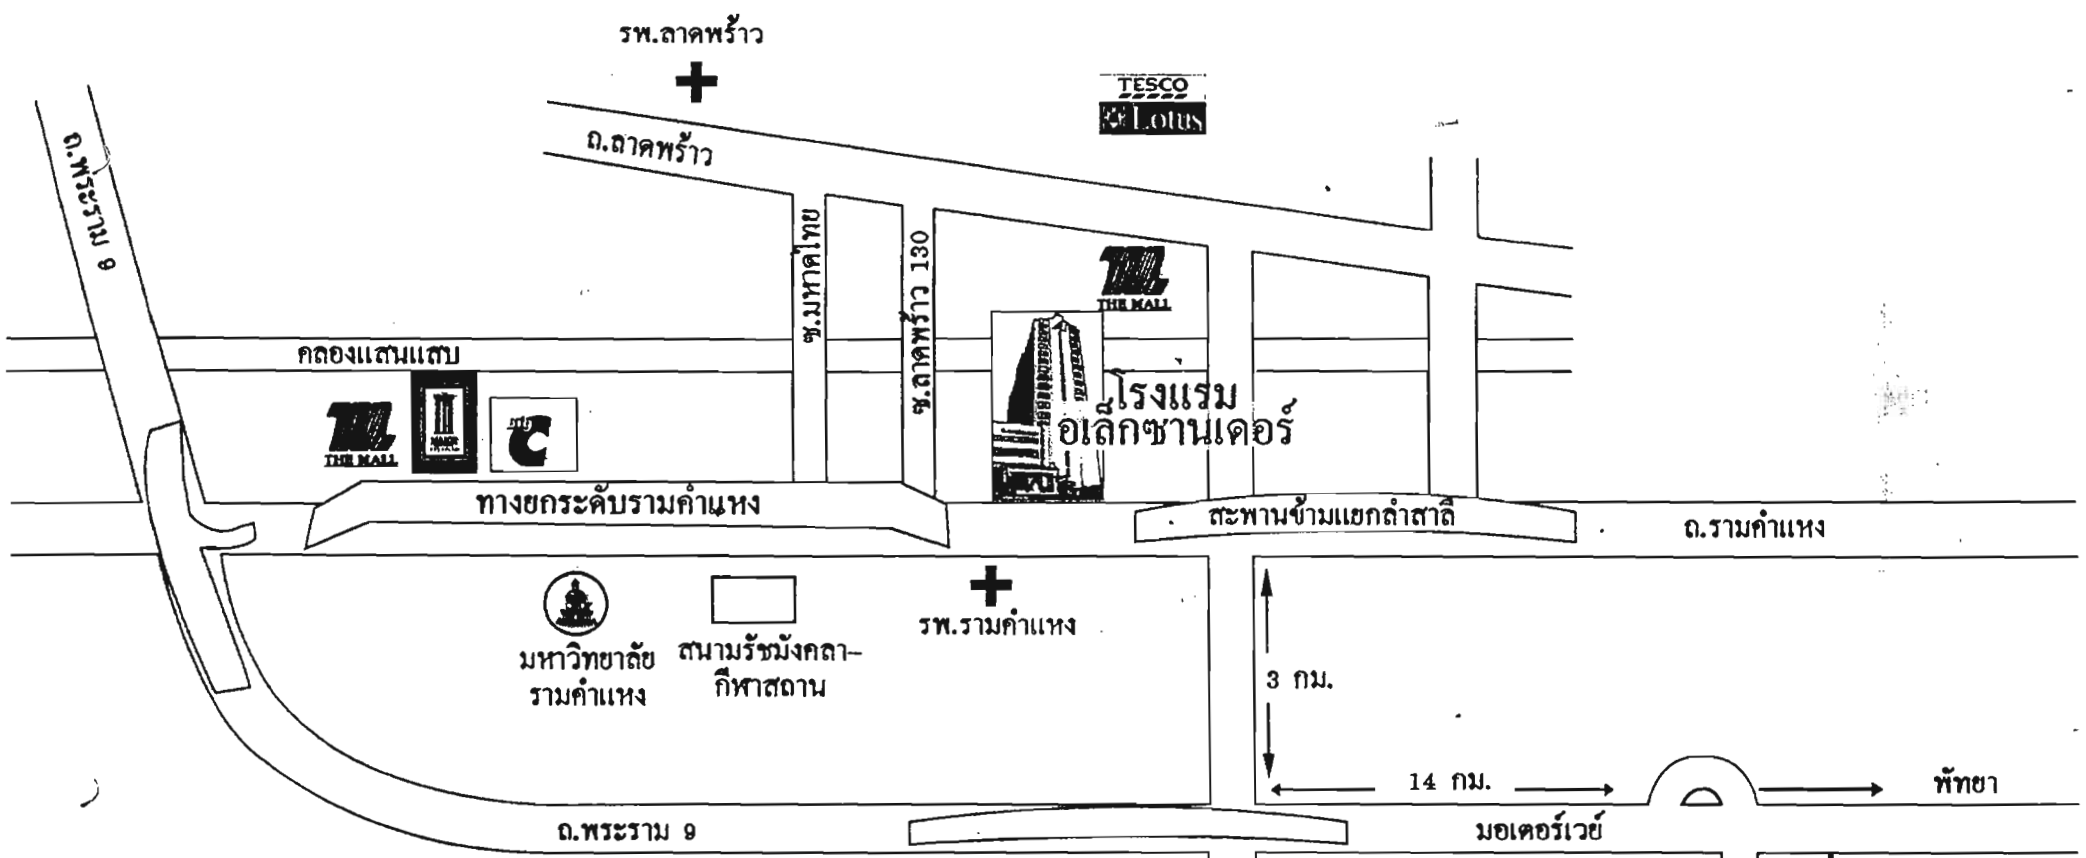 รพ.ลาดพร้าว
TESCO
Lotus
ถ.ลาดพร้าว
ถ.พระราม 9
ซ.มหาดไทย
ซ.ลาดพร้าว 130
THE MALL
คลองแสนแสบ
THE MALL
C
โรงแรม
อเล็กซานเดอร์
ทางยกระดับรามคำแหง
สะพานข้ามแยกลำสาลี
ถ.รามคำแหง
มหาวิทยาลัย
รามคำแหง
สนามรัชมังคลา–
กีฬาสถาน
รพ.รามคำแหง
3 กม.
14 กม.
พัทยา
ถ.พระราม 9
มอเตอร์เวย์